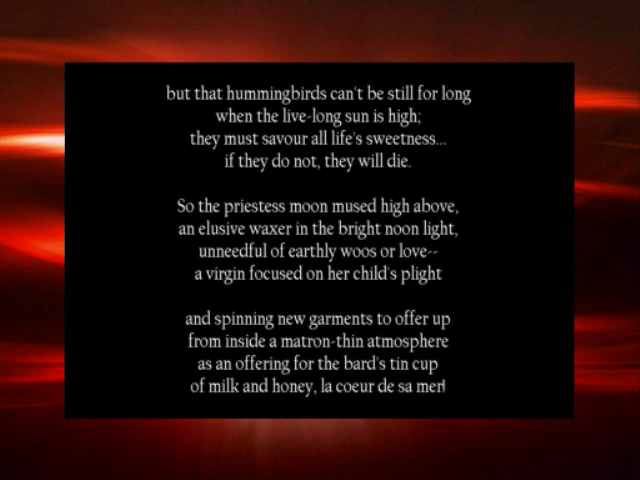 but that hummingbirds can't be still for long
when the live-long sun is high;
they must savour all life's sweetness...
if they do not, they will die.
So the priestess moon mused high above,
an elusive waxer in the bright noon light,
unneedful of earthly woos or love--
a virgin focused on her child's plight
and spinning new garments to offer up
from inside a matron-thin atmosphere
as an offering for the bard's tin cup
of milk and honey, la coeur de sa mer!